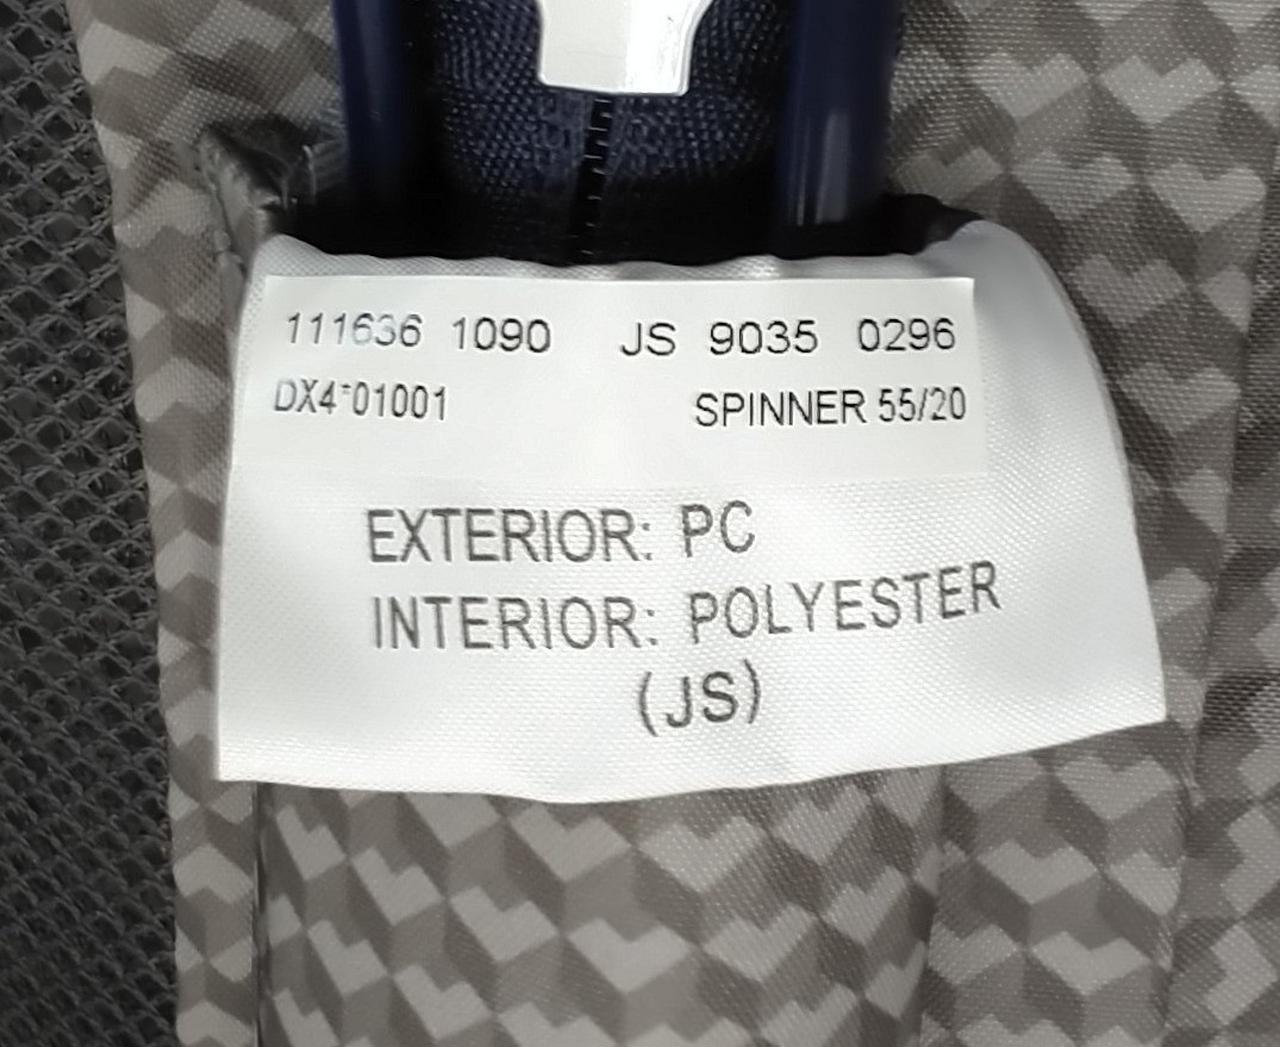 111636 1090 JS 9035 0296
DX4*01001 SPINNER 55/20
EXTERIOR: PC
INTERIOR: POLYESTER
(JS)